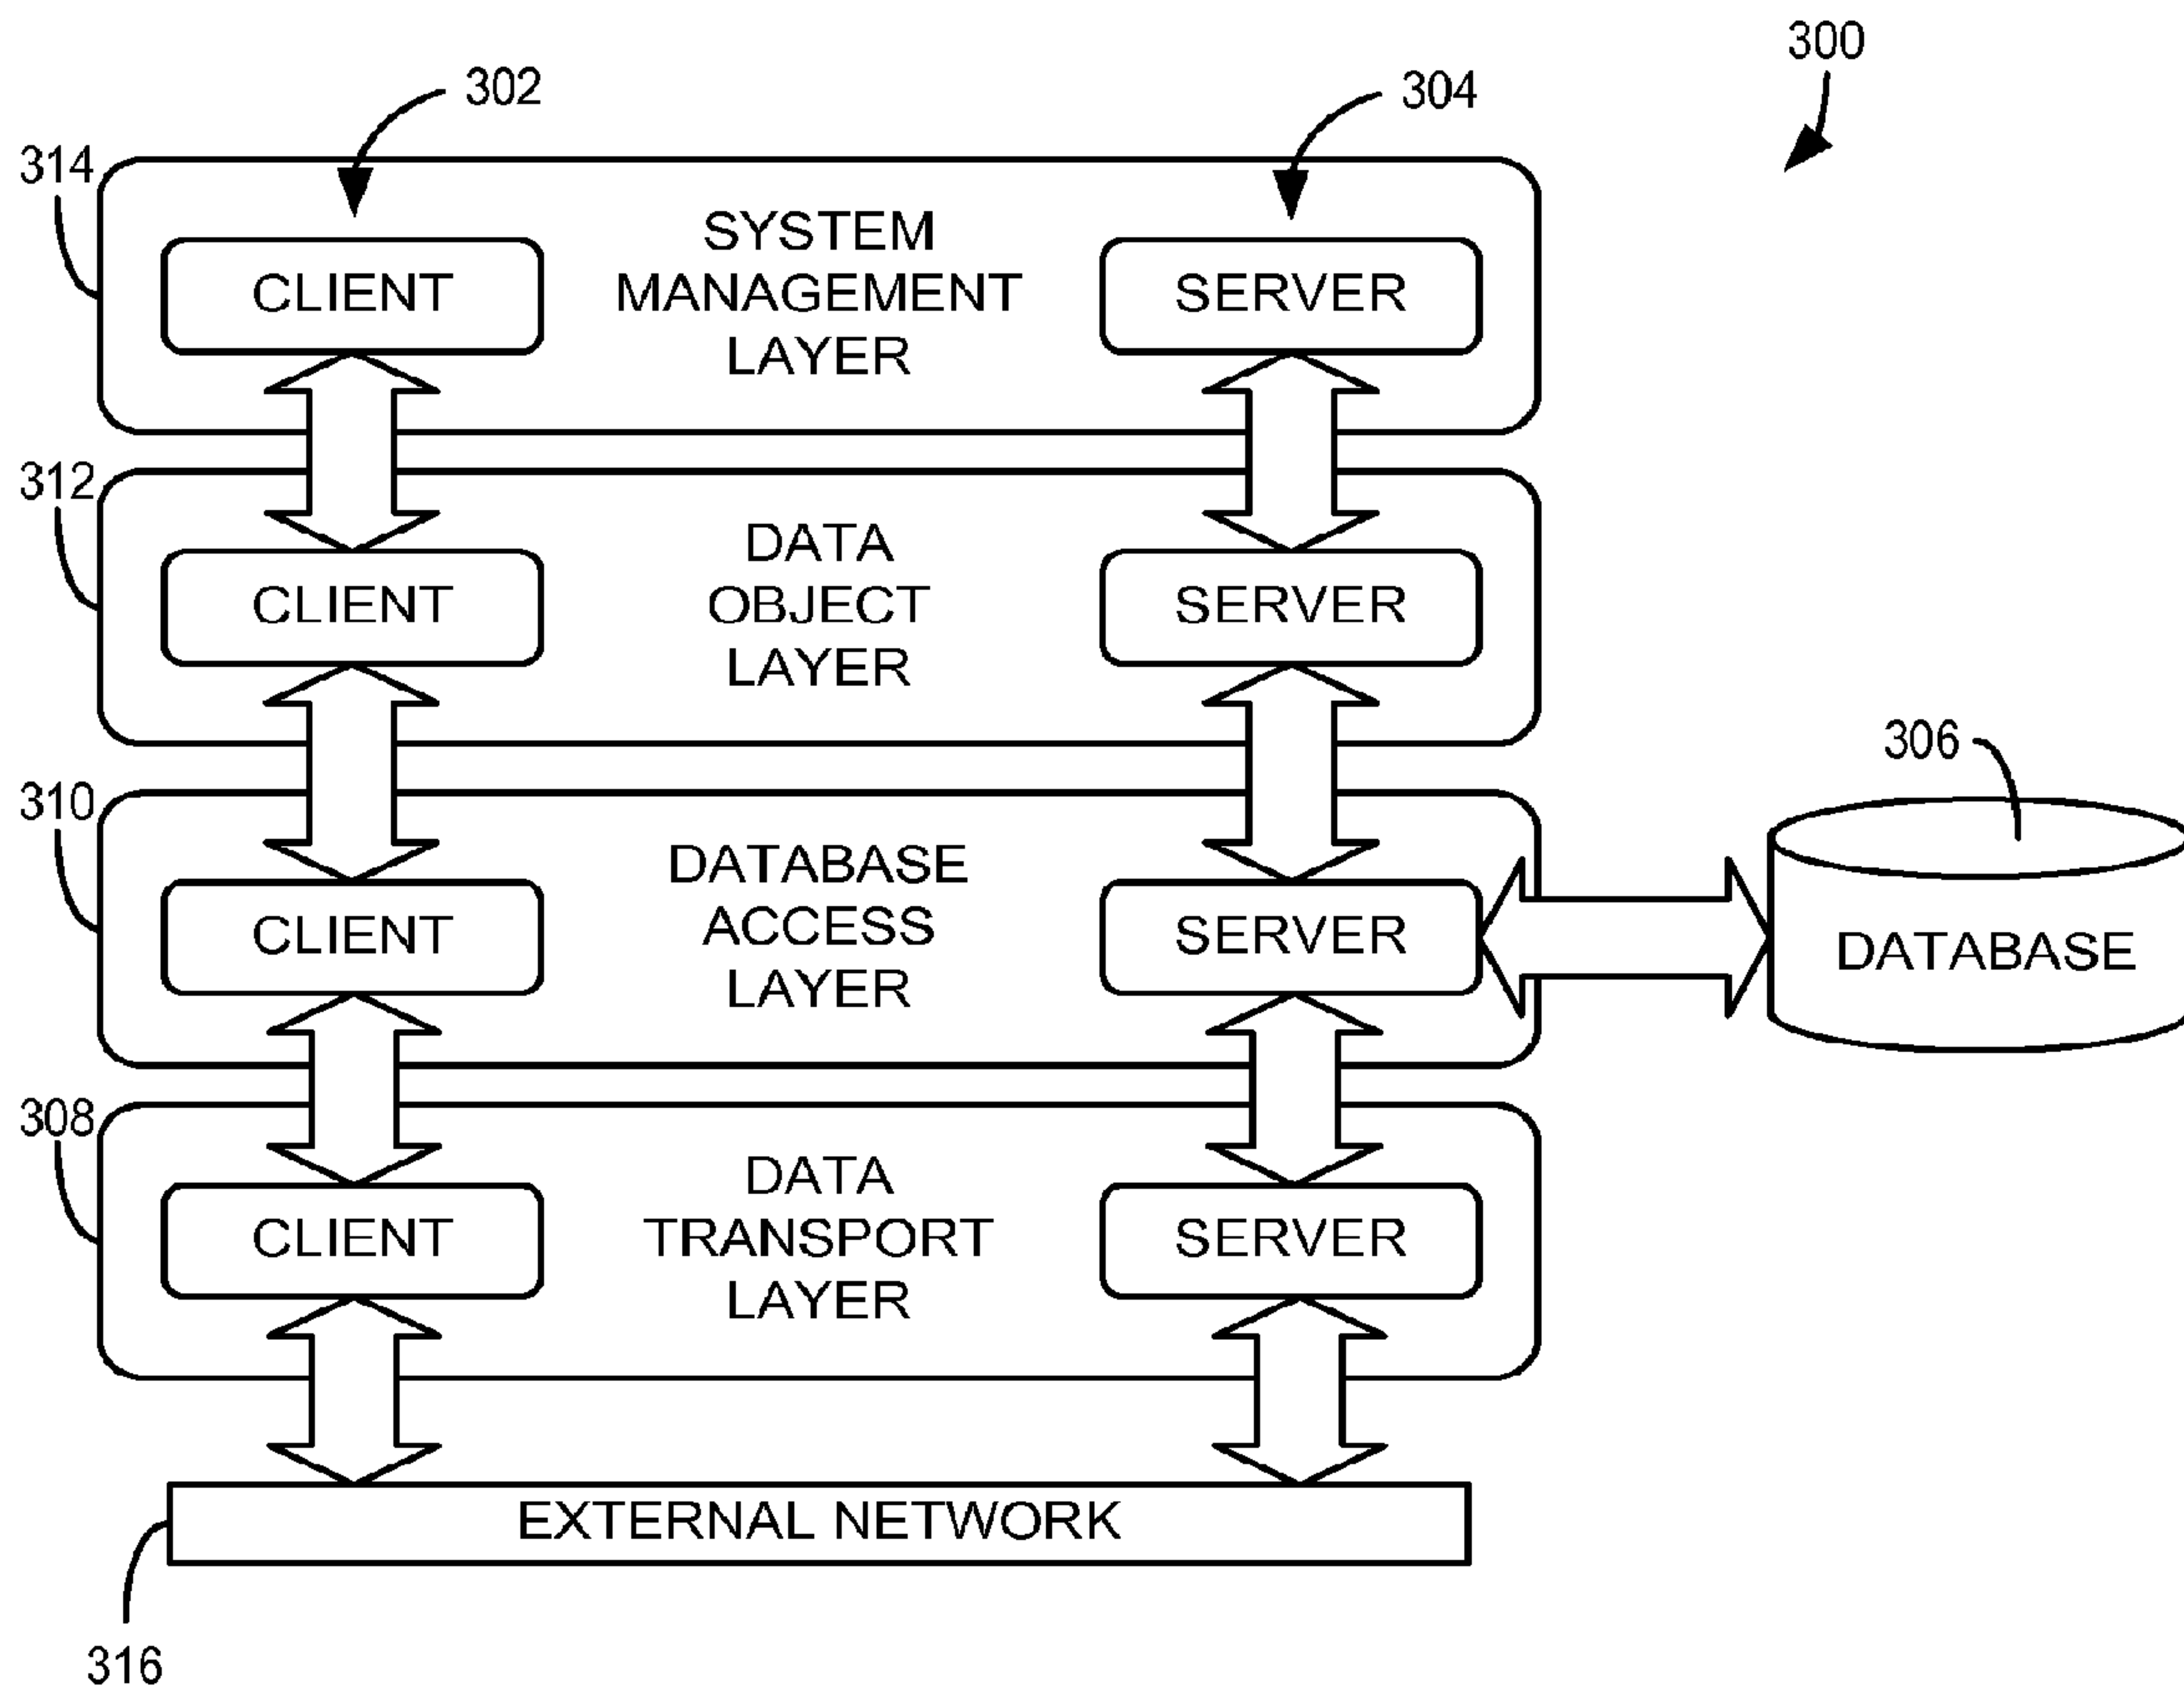 300
302
304
314
SYSTEM
MANAGEMENT
LAYER
CLIENT
SERVER
312
DATA
OBJECT
LAYER
CLIENT
SERVER
306
310
DATABASE
ACCESS
LAYER
CLIENT
SERVER
DATABASE
308
DATA
TRANSPORT
LAYER
CLIENT
SERVER
EXTERNAL NETWORK
316